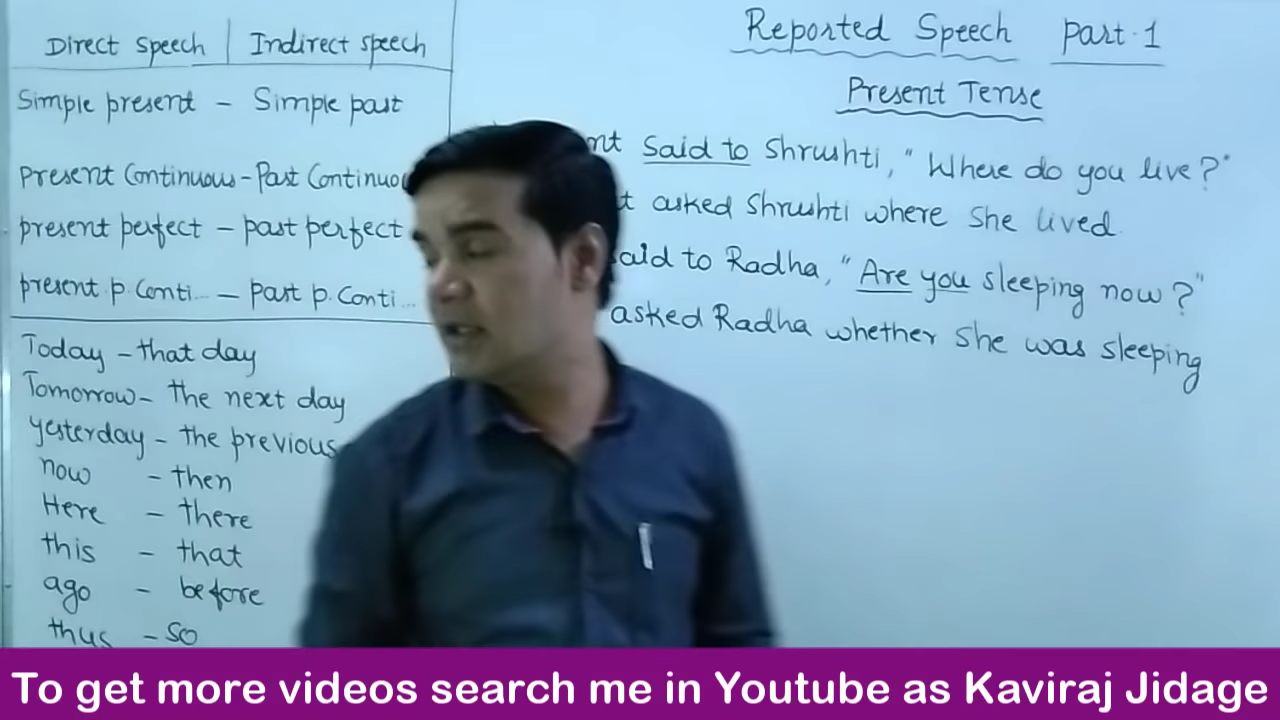 Direct Speech | Indirect speech
Simple present - Simple past
present Continuous - Past Continuo
present perfect - past perfect
present p. Conti... - past p. Conti...
Today - that day
Tomorrow - the next day
yesterday - the previous
now - then
Here - there
this - that
ago - before
thus - so
Reported Speech Part-1
Present Tense
nt Said to Shrushti, "Where do you live?"
t asked Shrushti where she lived.
aid to Radha, "Are you sleeping now?"
asked Radha whether she was sleeping
To get more videos search me in Youtube as Kaviraj Jidage